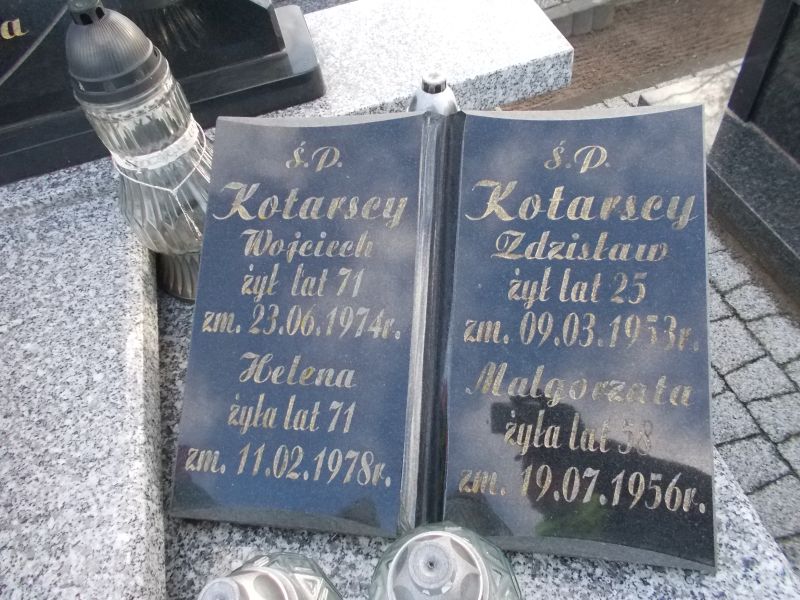 Ś.P.
Kotarscy
Wojciech
żył lat 71
zm. 23.06.1974r.
Helena
żyła lat 71
zm. 11.02.1978r.
Ś.P.
Kotarscy
Zdzisław
żył lat 25
zm. 09.03.1953r.
Małgorzata
żyła lat 58
zm. 19.07.1956r.